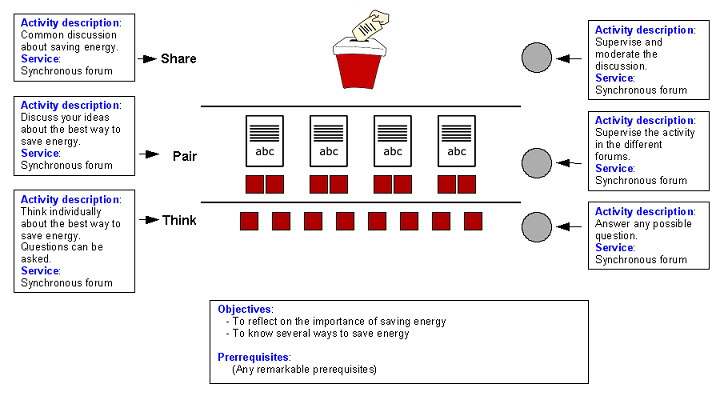 Activity description:
Common discussion
about saving energy.
Service:
Synchronous forum
Share
Activity description:
Supervise and
moderate the
discussion.
Service:
Synchronous forum
Activity description:
Discuss your ideas
about the best way to
save energy.
Service:
Synchronous forum
Pair
abc
abc
abc
abc
Activity description:
Supervise the activity
in the different
forums.
Service:
Synchronous forum
Activity description:
Think individually
about the best way to
save energy.
Questions can be
asked.
Service:
Synchronous forum
Think
Activity description:
Answer any possible
question.
Service:
Synchronous forum
Objectives:
- To reflect on the importance of saving energy
- To know several ways to save energy
Prerrequisites:
(Any remarkable prerequisites)